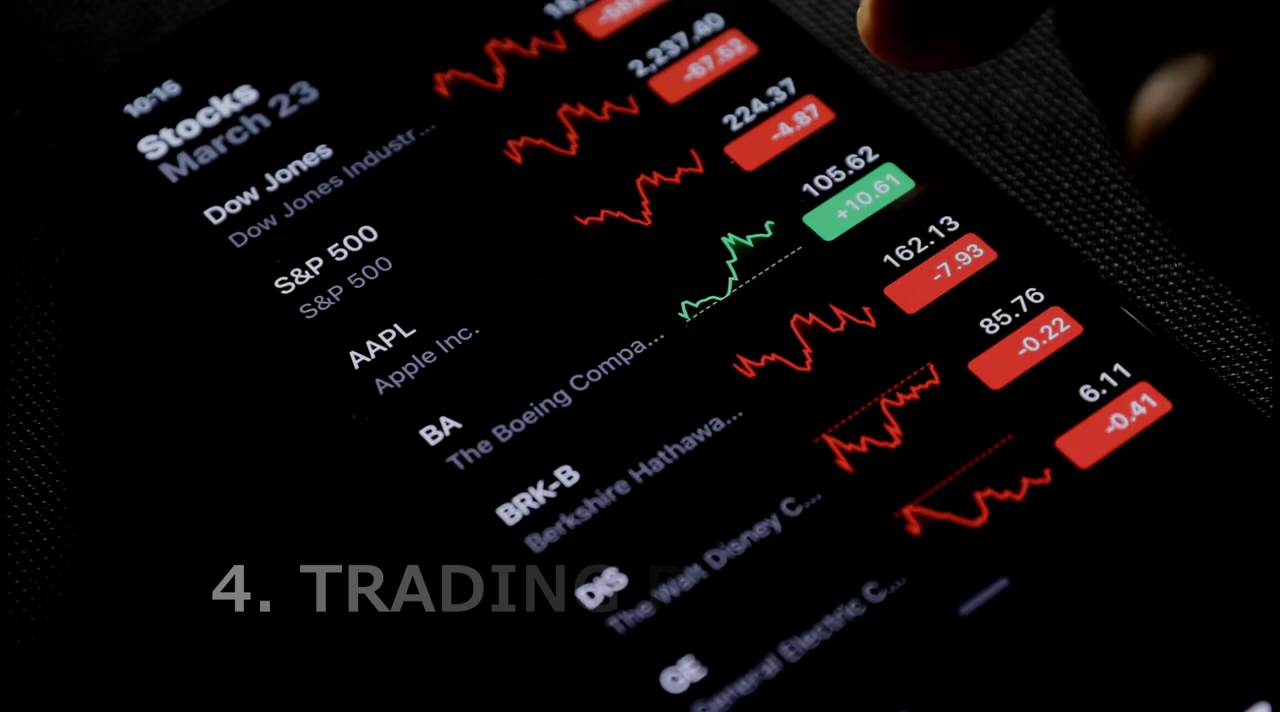 10:16
Stocks
March 23
Dow Jones
Dow Jones Industr...
S&P 500
S&P 500
2,237.40
-67.52
AAPL
Apple Inc.
224.37
-4.87
BA
The Boeing Compa...
105.62
+10.61
BRK-B
Berkshire Hathawa...
162.13
-7.93
DIS
The Walt Disney C...
85.76
-0.22
GE
General Electric C...
6.11
-0.41
4. TRADING